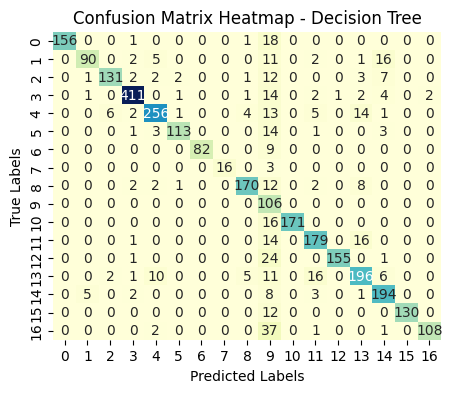 Confusion Matrix Heatmap - Decision Tree
True Labels
0 156 0 0 1 0 0 0 0 1 18 0 0 0 0 0 0 0
1 0 90 0 2 5 0 0 0 0 11 0 2 0 1 16 0 0
2 0 1 131 2 2 2 0 0 1 12 0 0 0 3 7 0 0
3 0 1 0 411 1 0 0 0 1 14 0 2 1 2 4 0 2
4 0 0 6 2 256 1 0 0 4 13 0 5 0 14 1 0 0
5 0 0 0 1 3 113 0 0 0 14 0 1 0 0 3 0 0
6 0 0 0 0 0 0 82 0 0 9 0 0 0 0 0 0 0
7 0 0 0 0 0 0 0 16 0 3 0 0 0 0 0 0 0
8 0 0 0 2 2 1 0 0 170 12 0 2 0 8 0 0 0
9 0 0 0 0 0 0 0 0 0 106 0 0 0 0 0 0 0
10 0 0 0 0 0 0 0 0 0 16 171 0 0 0 0 0 0
11 0 0 0 1 0 0 0 0 0 14 0 179 0 16 0 0 0
12 0 0 0 1 0 0 0 0 0 24 0 0 155 0 1 0 0
13 0 0 2 1 10 0 0 0 5 11 0 16 0 196 6 0 0
14 0 5 0 2 0 0 0 0 0 8 0 3 0 1 194 0 0
15 0 0 0 0 0 0 0 0 0 12 0 0 0 0 0 130 0
16 0 0 0 0 2 0 0 0 0 37 0 1 0 0 1 0 108
0 1 2 3 4 5 6 7 8 9 10 11 12 13 14 15 16
Predicted Labels